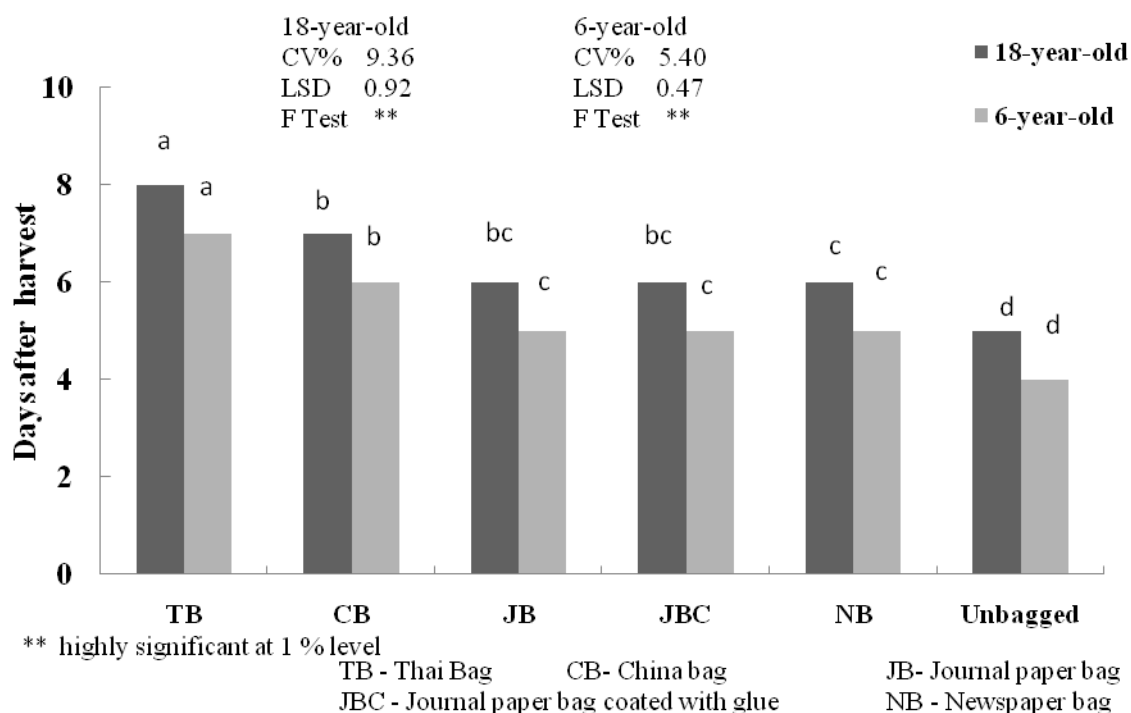 18-year-old 6-year-old
CV% 9.36 CV% 5.40
LSD 0.92 LSD 0.47
F Test ** F Test **
18-year-old
6-year-old
Days after harvest
10
8
6
4
2
0
a a b b bc c bc c c c d d
TB CB JB JBC NB Unbagged
** highly significant at 1 % level
TB - Thai Bag CB- China bag JB- Journal paper bag
JBC - Journal paper bag coated with glue NB - Newspaper bag